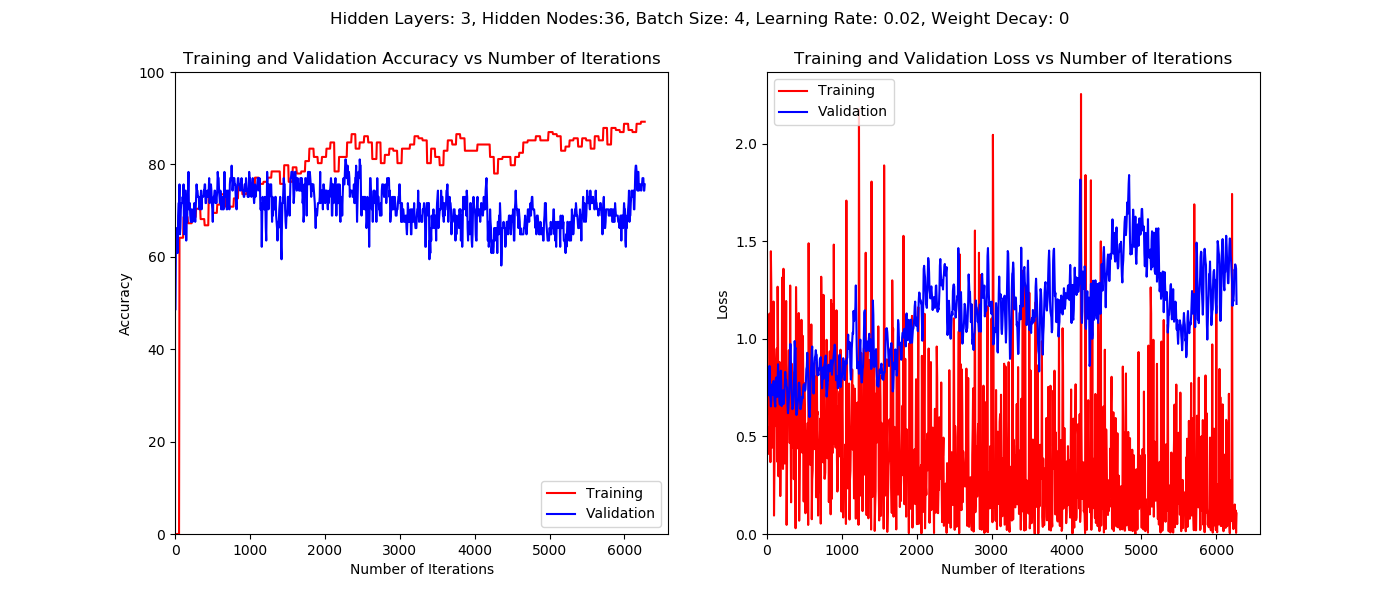 Hidden Layers: 3, Hidden Nodes:36, Batch Size: 4, Learning Rate: 0.02, Weight Decay: 0
Training and Validation Accuracy vs Number of Iterations
100
80
60
40
20
0
Accuracy
0 1000 2000 3000 4000 5000 6000
Number of Iterations
Training
Validation
Training and Validation Loss vs Number of Iterations
Training
Validation
2.0
1.5
1.0
0.5
0.0
Loss
0 1000 2000 3000 4000 5000 6000
Number of Iterations